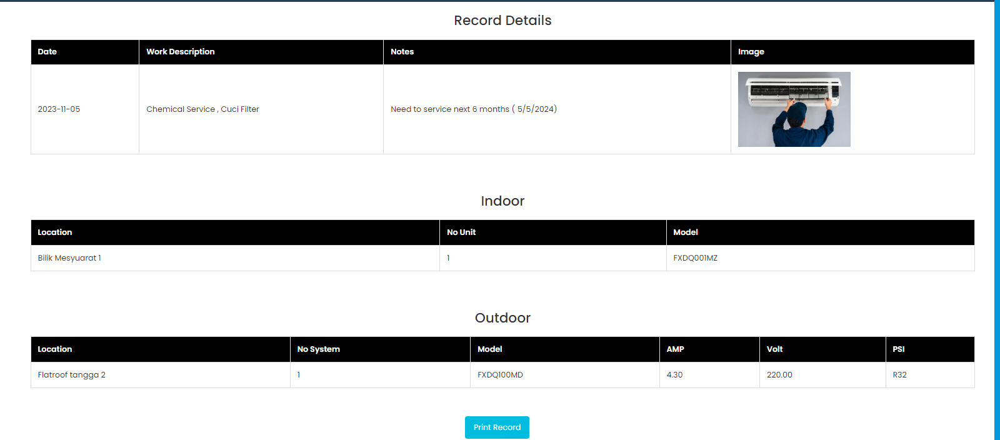 Record Details
Date Work Description Notes Image
2023-11-05 Chemical Service , Cuci Filter Need to service next 6 months ( 5/5/2024)
Indoor
Location No Unit Model
Bilik Mesyuarat 1 1 FXDQ001MZ
Outdoor
Location No System Model AMP Volt PSI
Flatroof tangga 2 1 FXDQ100MD 4.30 220.00 R32
Print Record